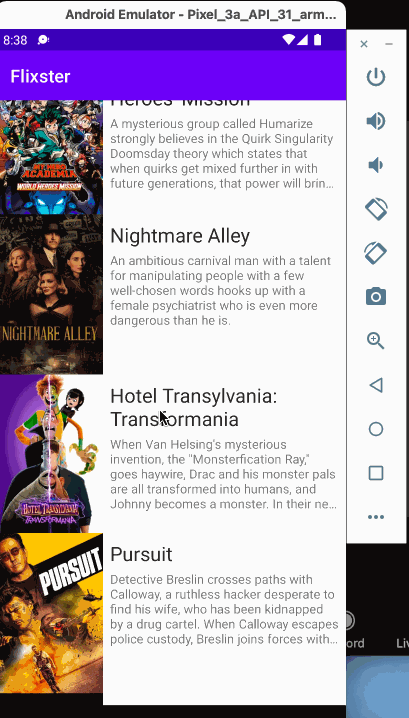 Android Emulator - Pixel_3a_API_31_arm...
8:38
Flixster
Heroes' Mission
A mysterious group called Humarize
strongly believes in the Quirk Singularity
Doomsday theory which states that
when quirks get mixed further in with
future generations, that power will brin...
MY HERO
ACADEMIA
WORLD HEROES MISSION
Nightmare Alley
An ambitious carnival man with a talent
for manipulating people with a few
well-chosen words hooks up with a
female psychiatrist who is even more
dangerous than he is.
NIGHTMARE ALLEY
Hotel Transylvania:
Transformania
When Van Helsing's mysterious
invention, the "Monsterfication Ray,"
goes haywire, Drac and his monster pals
are all transformed into humans, and
Johnny becomes a monster. In their ne...
HOTEL TRANSYLVANIA
TRANSFORMANIA
Pursuit
Detective Breslin crosses paths with
Calloway, a ruthless hacker desperate to
find his wife, who has been kidnapped
by a drug cartel. When Calloway escapes
police custody, Breslin joins forces with...
PURSUIT
ord
Liv